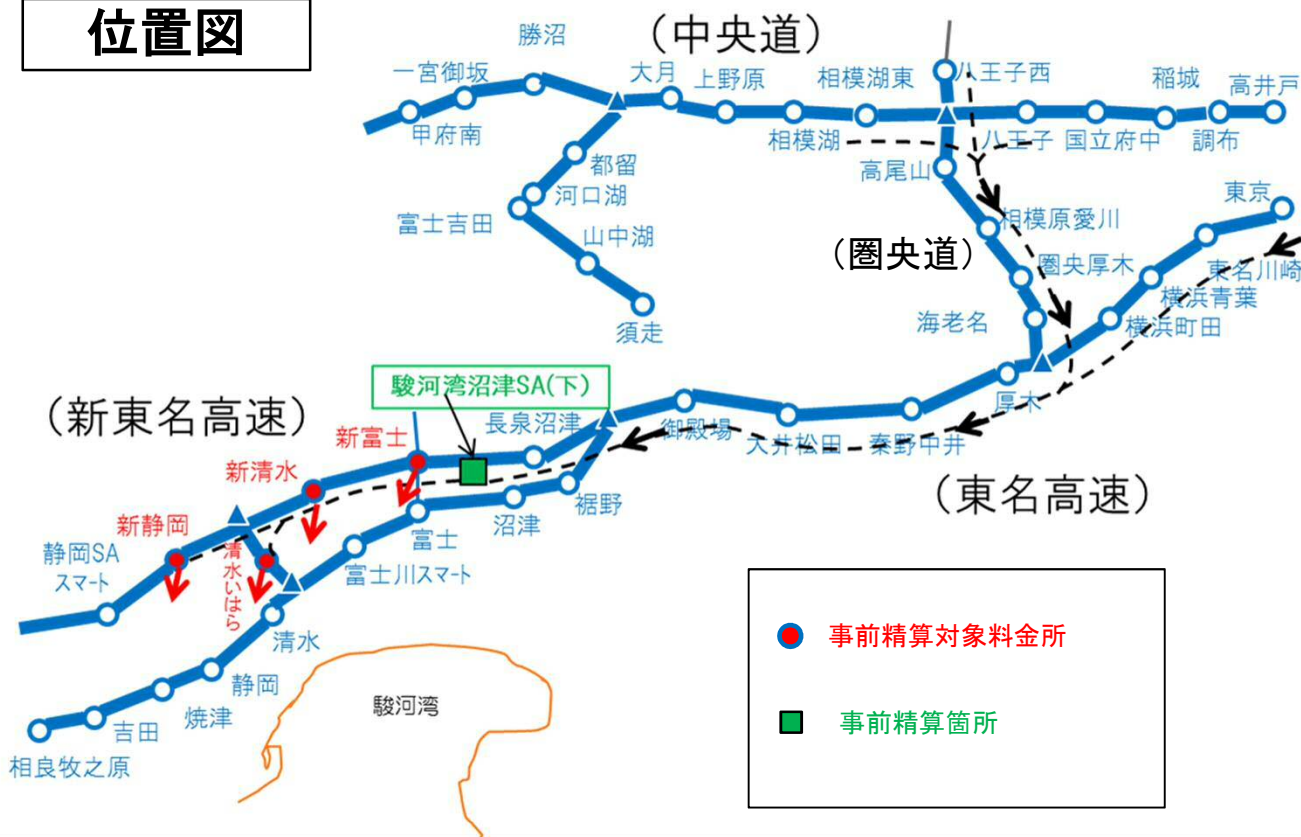 位置図
（中央道）
勝沼
一宮御坂
甲府南
大月
上野原
相模湖
相模湖東
八王子西
八王子
国立府中
稲城
調布
高井戸
都留
河口湖
富士吉田
山中湖
須走
高尾山
相模原愛川
（圏央道）
圏央厚木
海老名
東京
東名川崎
横浜青葉
横浜町田
厚木
秦野中井
大井松田
御殿場
（東名高速）
（新東名高速）
駿河湾沼津SA(下)
長泉沼津
新富士
新清水
新静岡
静岡SA
スマート
清水いはら
裾野
沼津
富士
富士川スマート
清水
静岡
焼津
吉田
相良牧之原
駿河湾
事前精算対象料金所
事前精算箇所